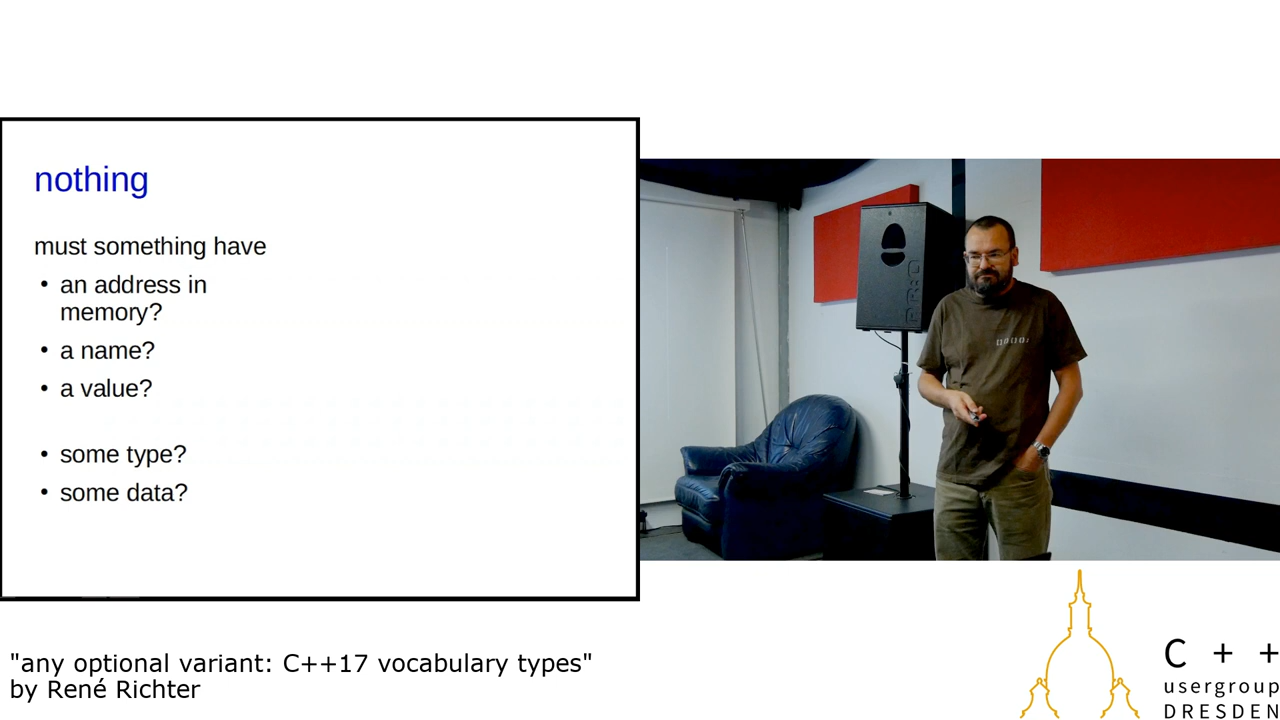 nothing
must something have
• an address in
memory?
• a name?
• a value?
• some type?
• some data?
"any optional variant: C++17 vocabulary types"
by René Richter
C + +
usergroup
DRESDEN